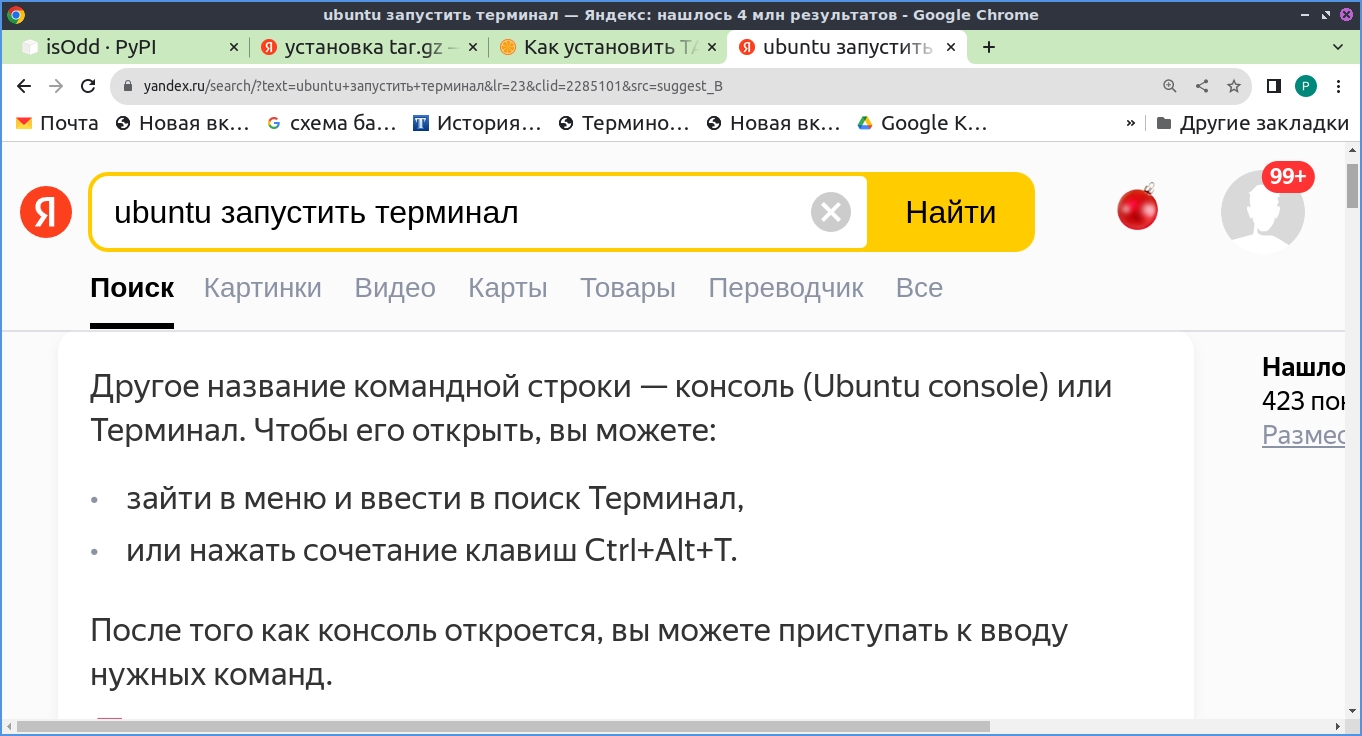 ubuntu запустить терминал — Яндекс: нашлось 4 млн результатов - Google Chrome
isOdd · PyPI
установка tar.gz —
Как установить TA
ubuntu запустить
yandex.ru/search/?text=ubuntu+запустить+терминал&lr=23&clid=2285101&src=suggest_B
P
Почта
Новая вк...
схема ба...
История...
Термино...
Новая вк...
Google К...
»
Другие закладки
Я
ubuntu запустить терминал
Найти
99+
Поиск
Картинки
Видео
Карты
Товары
Переводчик
Все
Другое название командной строки — консоль (Ubuntu console) или
Терминал. Чтобы его открыть, вы можете:
• зайти в меню и ввести в поиск Терминал,
• или нажать сочетание клавиш Ctrl+Alt+T.
После того как консоль откроется, вы можете приступать к вводу
нужных команд.
Нашло
423 пок
Размес